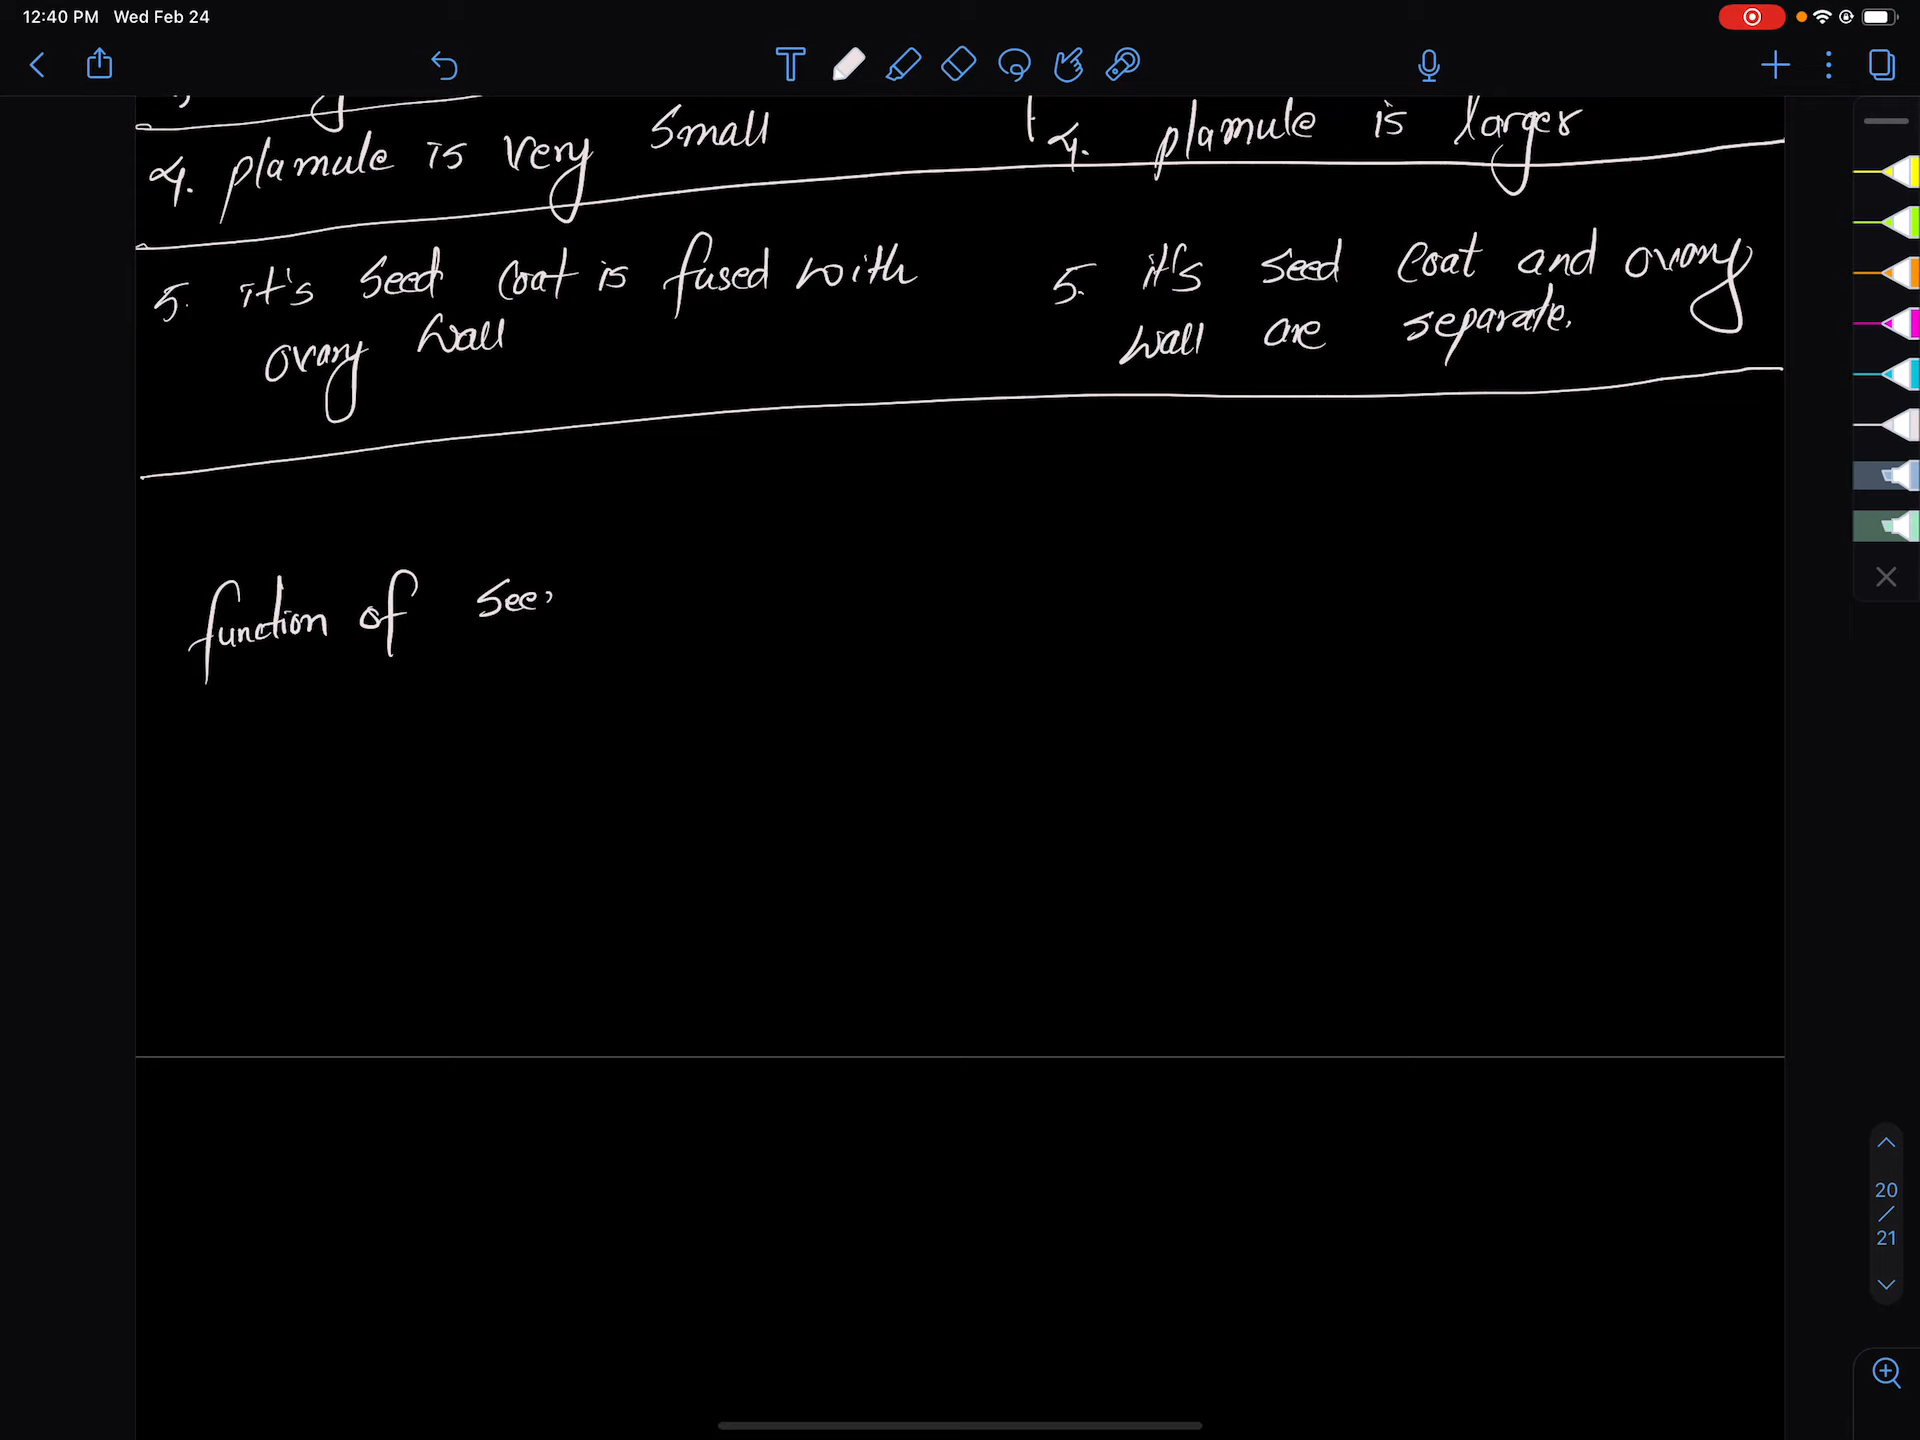 12:40 PM Wed Feb 24
4. plamule is very small
4. plamule is larger
5. it's seed coat is fused with
ovary wall
5. it's seed coat and ovary
wall are separate.
function of see
20
/
21